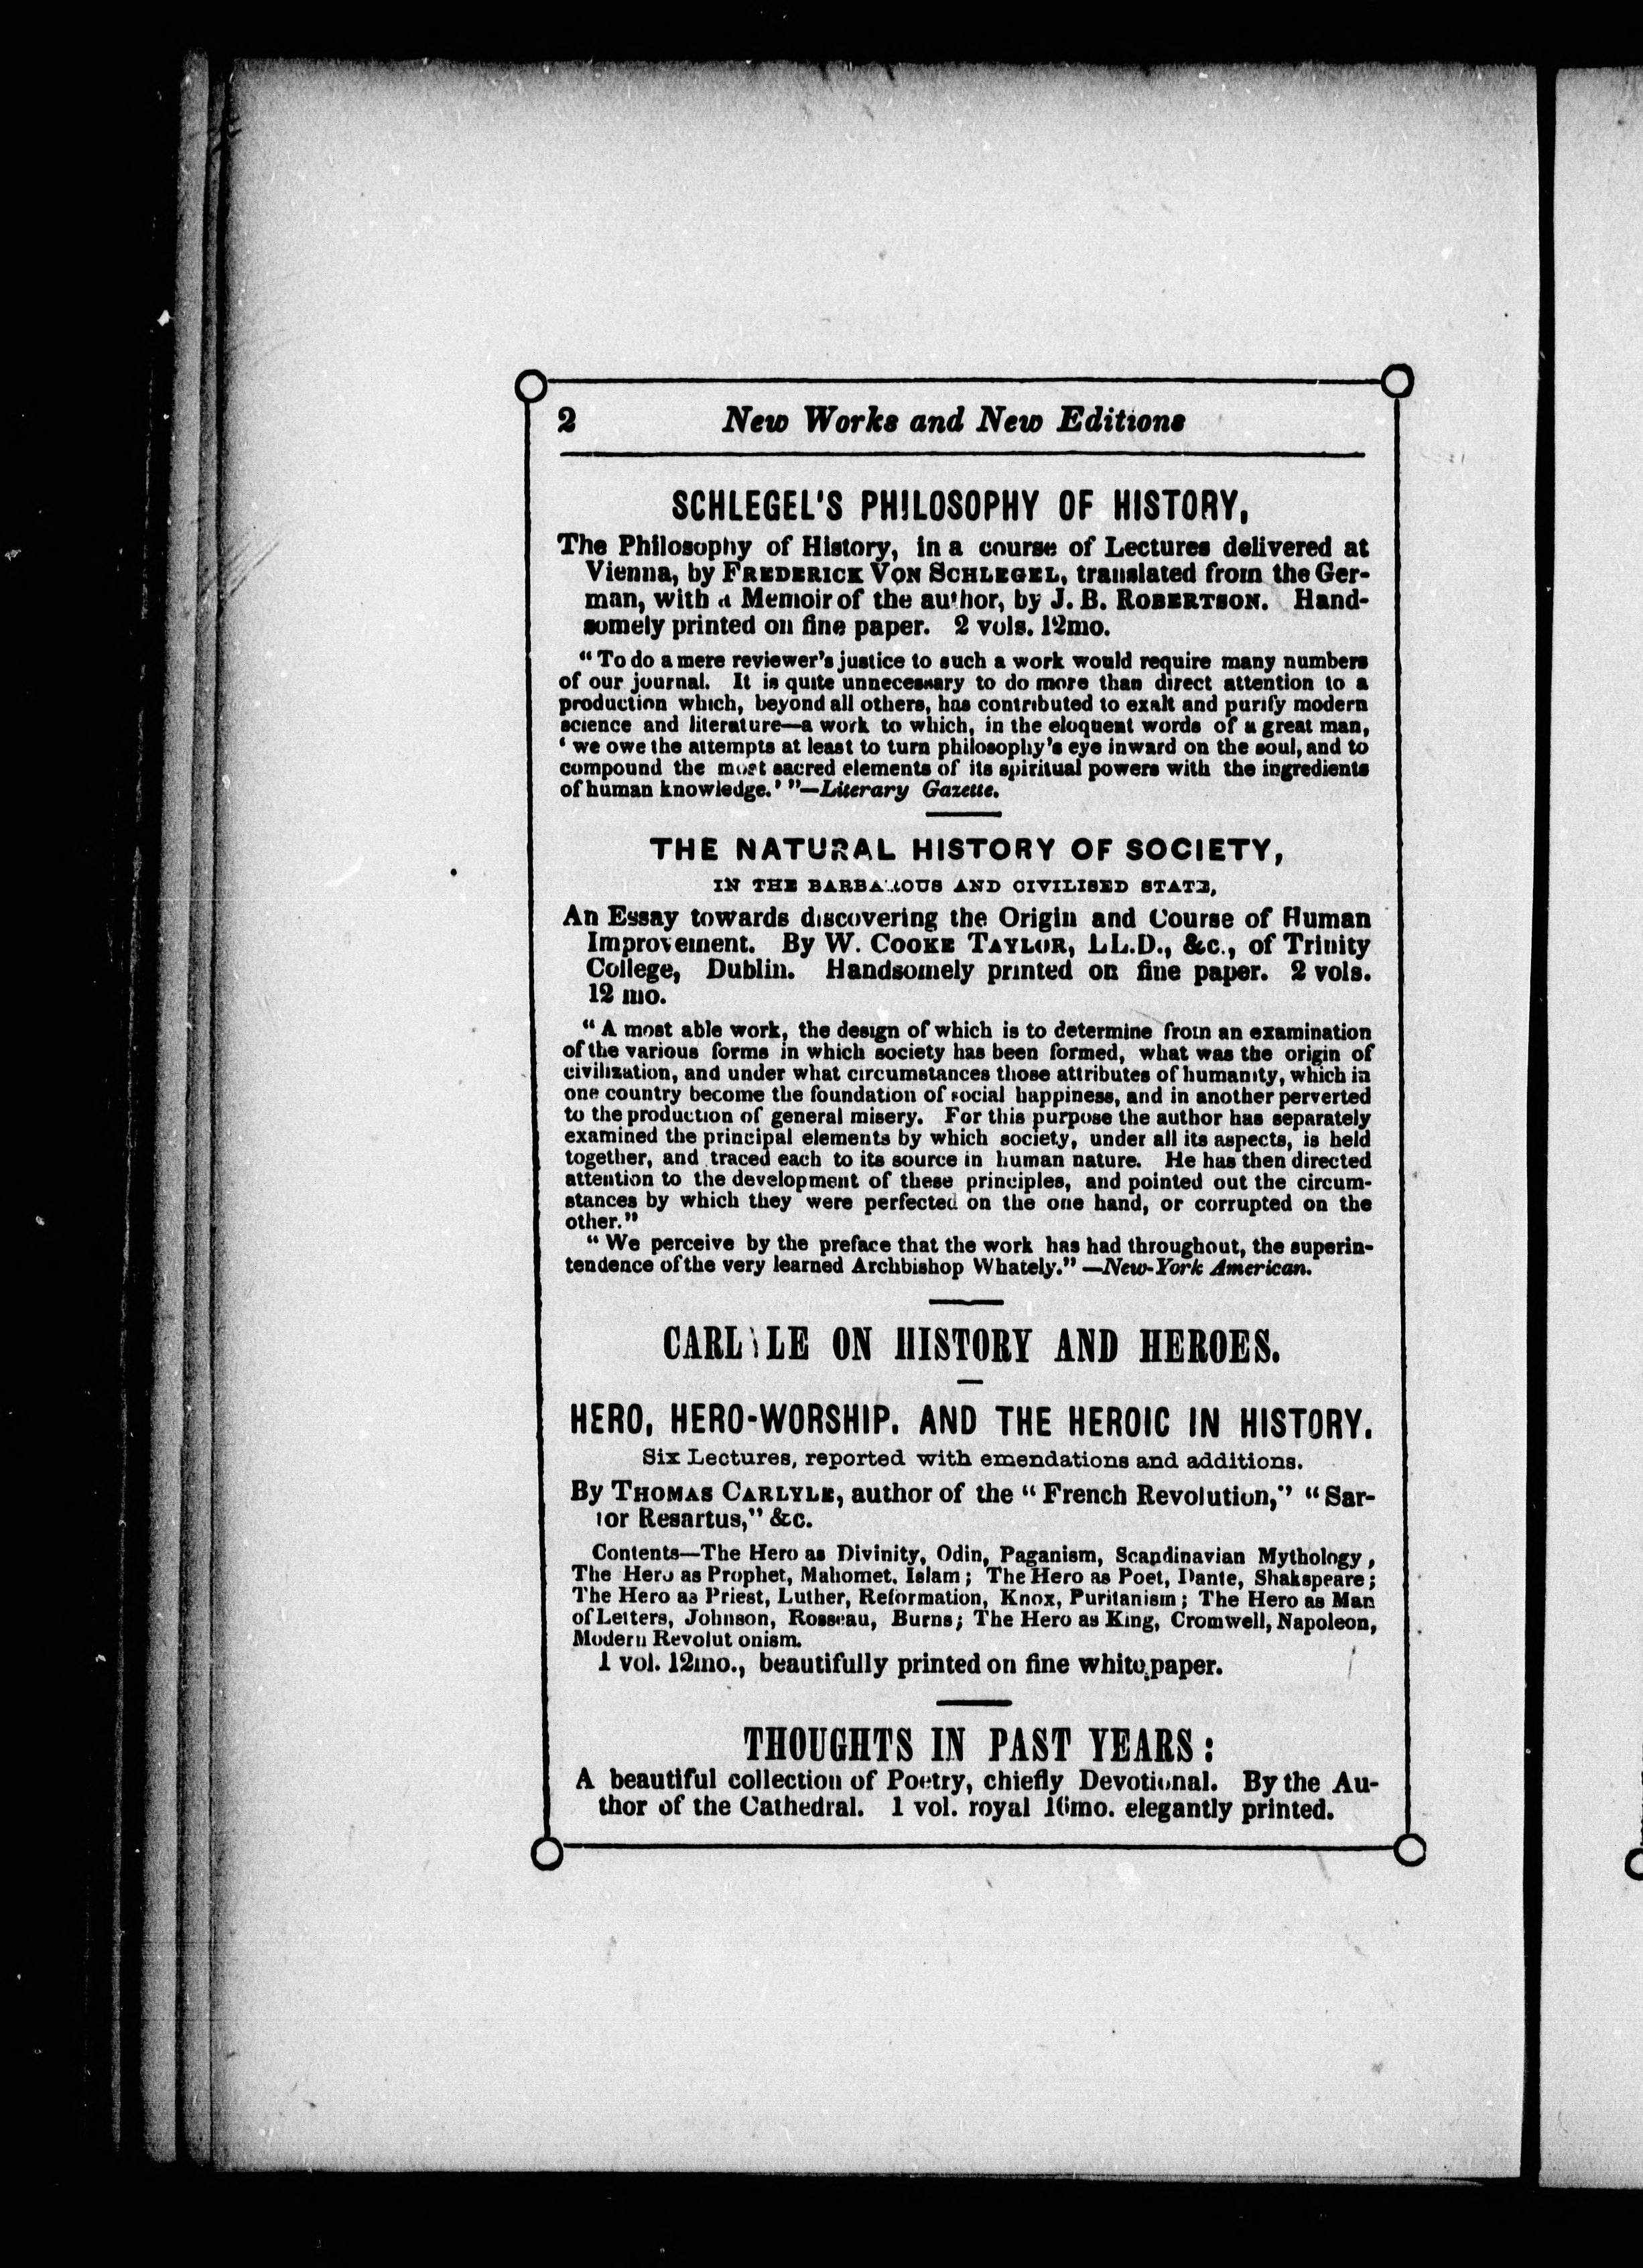 2 New Works and New Editions
SCHLEGEL'S PHILOSOPHY OF HISTORY,
The Philosophy of History, in a course of Lectures delivered at
Vienna, by FREDERICK VON SCHLEGEL, translated from the Ger-
man, with a Memoir of the author, by J. B. ROBERTSON. Hand-
somely printed on fine paper. 2 vols. 12mo.
"To do a mere reviewer's justice to such a work would require many numbers
of our journal. It is quite unnecessary to do more than direct attention to a
production which, beyond all others, has contributed to exalt and purify modern
science and literature—a work to which, in the eloquent words of a great man,
'we owe the attempts at least to turn philosophy's eye inward on the soul, and to
compound the most sacred elements of its spiritual powers with the ingredients
of human knowledge.' "—Literary Gazette.
THE NATURAL HISTORY OF SOCIETY,
IN THE BARBAROUS AND CIVILISED STATE,
An Essay towards discovering the Origin and Course of Human
Improvement. By W. COOKE TAYLOR, LL.D., &c., of Trinity
College, Dublin. Handsomely printed on fine paper. 2 vols.
12 mo.
"A most able work, the design of which is to determine from an examination
of the various forms in which society has been formed, what was the origin of
civilization, and under what circumstances those attributes of humanity, which in
one country become the foundation of social happiness, and in another perverted
to the production of general misery. For this purpose the author has separately
examined the principal elements by which society, under all its aspects, is held
together, and traced each to its source in human nature. He has then directed
attention to the development of these principles, and pointed out the circum-
stances by which they were perfected on the one hand, or corrupted on the
other."
"We perceive by the preface that the work has had throughout, the superin-
tendence of the very learned Archbishop Whately."—New-York American.
CARLYLE ON HISTORY AND HEROES.
HERO, HERO-WORSHIP, AND THE HEROIC IN HISTORY.
Six Lectures, reported with emendations and additions.
By THOMAS CARLYLE, author of the "French Revolution," "Sar-
tor Resartus," &c.
Contents—The Hero as Divinity, Odin, Paganism, Scandinavian Mythology,
The Hero as Prophet, Mahomet, Islam; The Hero as Poet, Dante, Shakspeare;
The Hero as Priest, Luther, Reformation, Knox, Puritanism; The Hero as Man
of Letters, Johnson, Rosseau, Burns; The Hero as King, Cromwell, Napoleon,
Modern Revolutionism.
1 vol. 12mo., beautifully printed on fine white paper.
THOUGHTS IN PAST YEARS:
A beautiful collection of Poetry, chiefly Devotional. By the Au-
thor of the Cathedral. 1 vol. royal 16mo. elegantly printed.